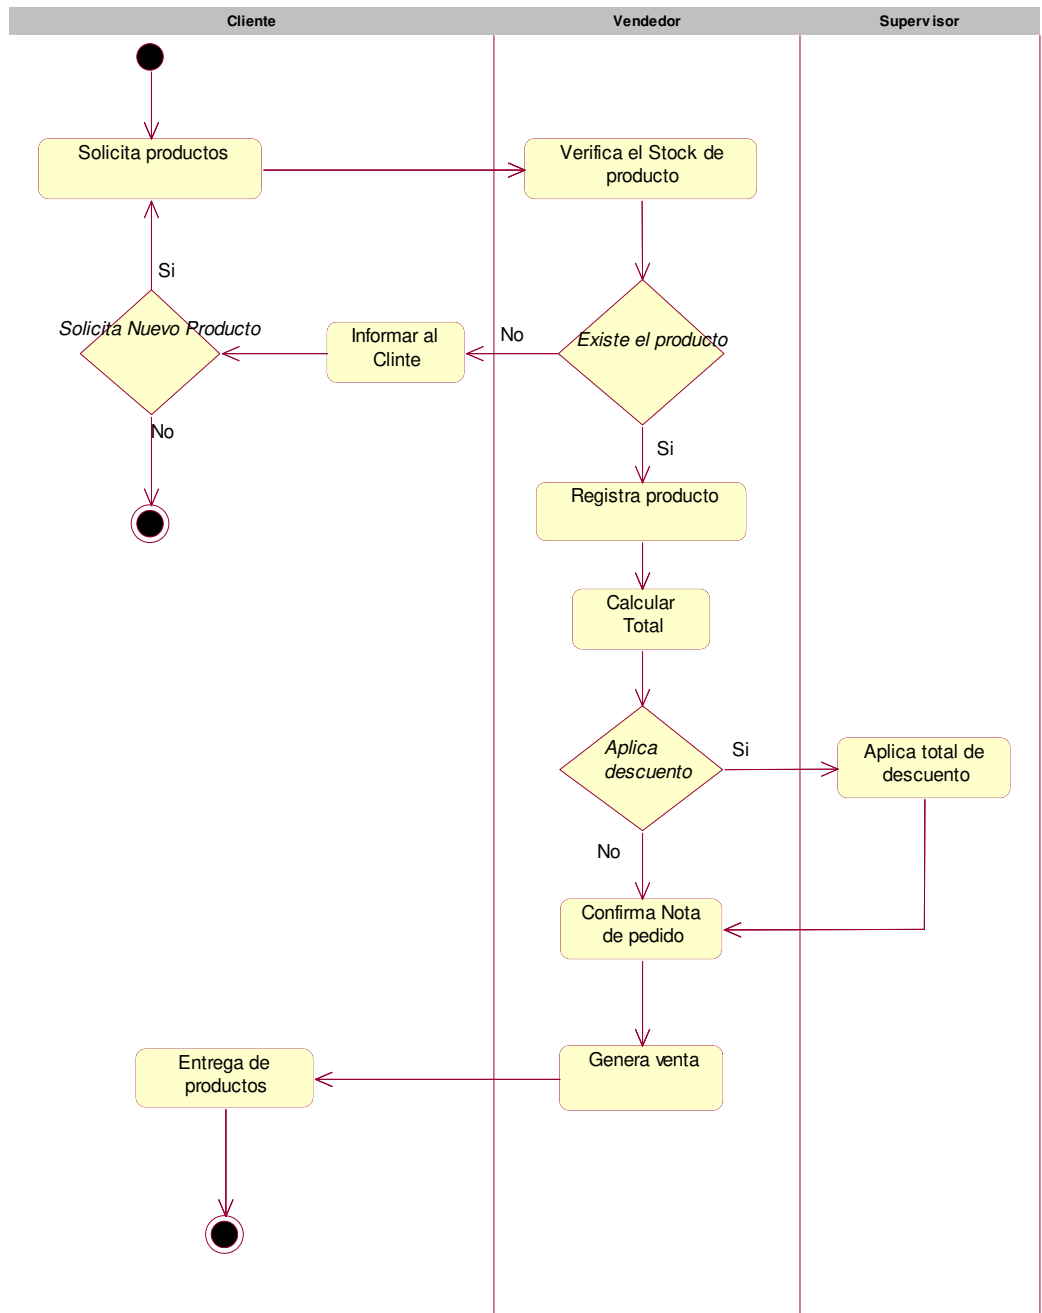 Cliente
Vendedor
Supervisor
Solicita productos
Verifica el Stock de
producto
Si
Solicita Nuevo Producto
Informar al
Clinte
No
Existe el producto
No
Si
Registra producto
Calcular
Total
Aplica
descuento
Si
Aplica total de
descuento
No
Confirma Nota
de pedido
Entrega de
productos
Genera venta